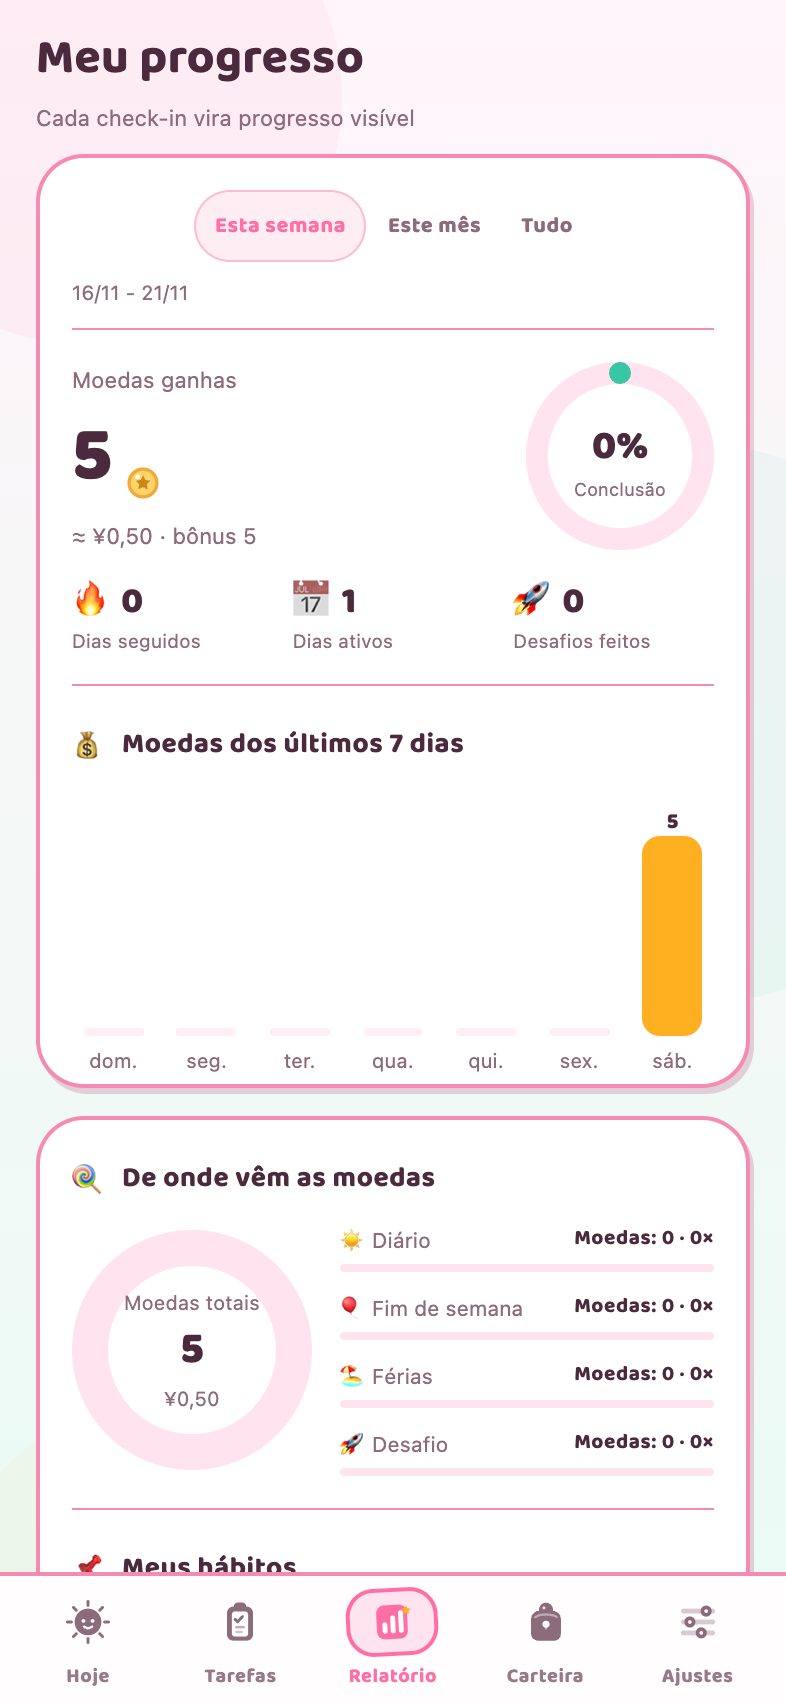 Meu progresso
Cada check-in vira progresso visível
Esta semana Este mês Tudo
16/11 - 21/11
Moedas ganhas
5
0%
Conclusão
≈ ¥0,50 · bônus 5
0 1 0
Dias seguidos Dias ativos Desafios feitos
Moedas dos últimos 7 dias
5
dom. seg. ter. qua. qui. sex. sáb.
De onde vêm as moedas
Moedas totais
5
¥0,50
Diário Moedas: 0 · 0×
Fim de semana Moedas: 0 · 0×
Férias Moedas: 0 · 0×
Desafio Moedas: 0 · 0×
Meus hábitos
Hoje Tarefas Relatório Carteira Ajustes